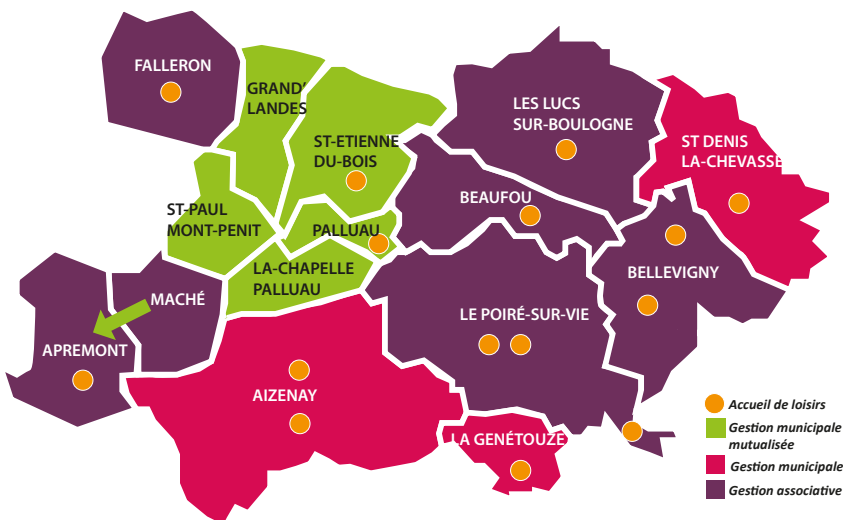 FALLERON
GRAND'
LANDES
LES LUCS
SUR-BOULOGNE
ST-ETIENNE
DU-BOIS
ST DENIS
LA-CHEVASSE
BEAUFOU
ST-PAUL
MONT-PENIT
PALLUAU
LA-CHAPELLE
PALLUAU
BELLEVIGNY
MACHÉ
LE POIRÉ-SUR-VIE
APREMONT
AIZENAY
LA GENÉTOUZE
Accueil de loisirs
Gestion municipale
mutualisée
Gestion municipale
Gestion associative